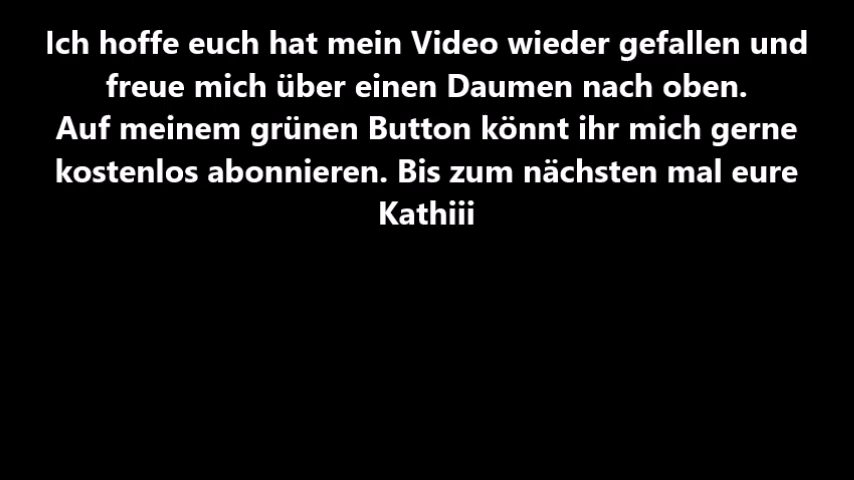 Ich hoffe euch hat mein Video wieder gefallen und
freue mich über einen Daumen nach oben.
Auf meinem grünen Button könnt ihr mich gerne
kostenlos abonnieren. Bis zum nächsten mal eure
Kathiii